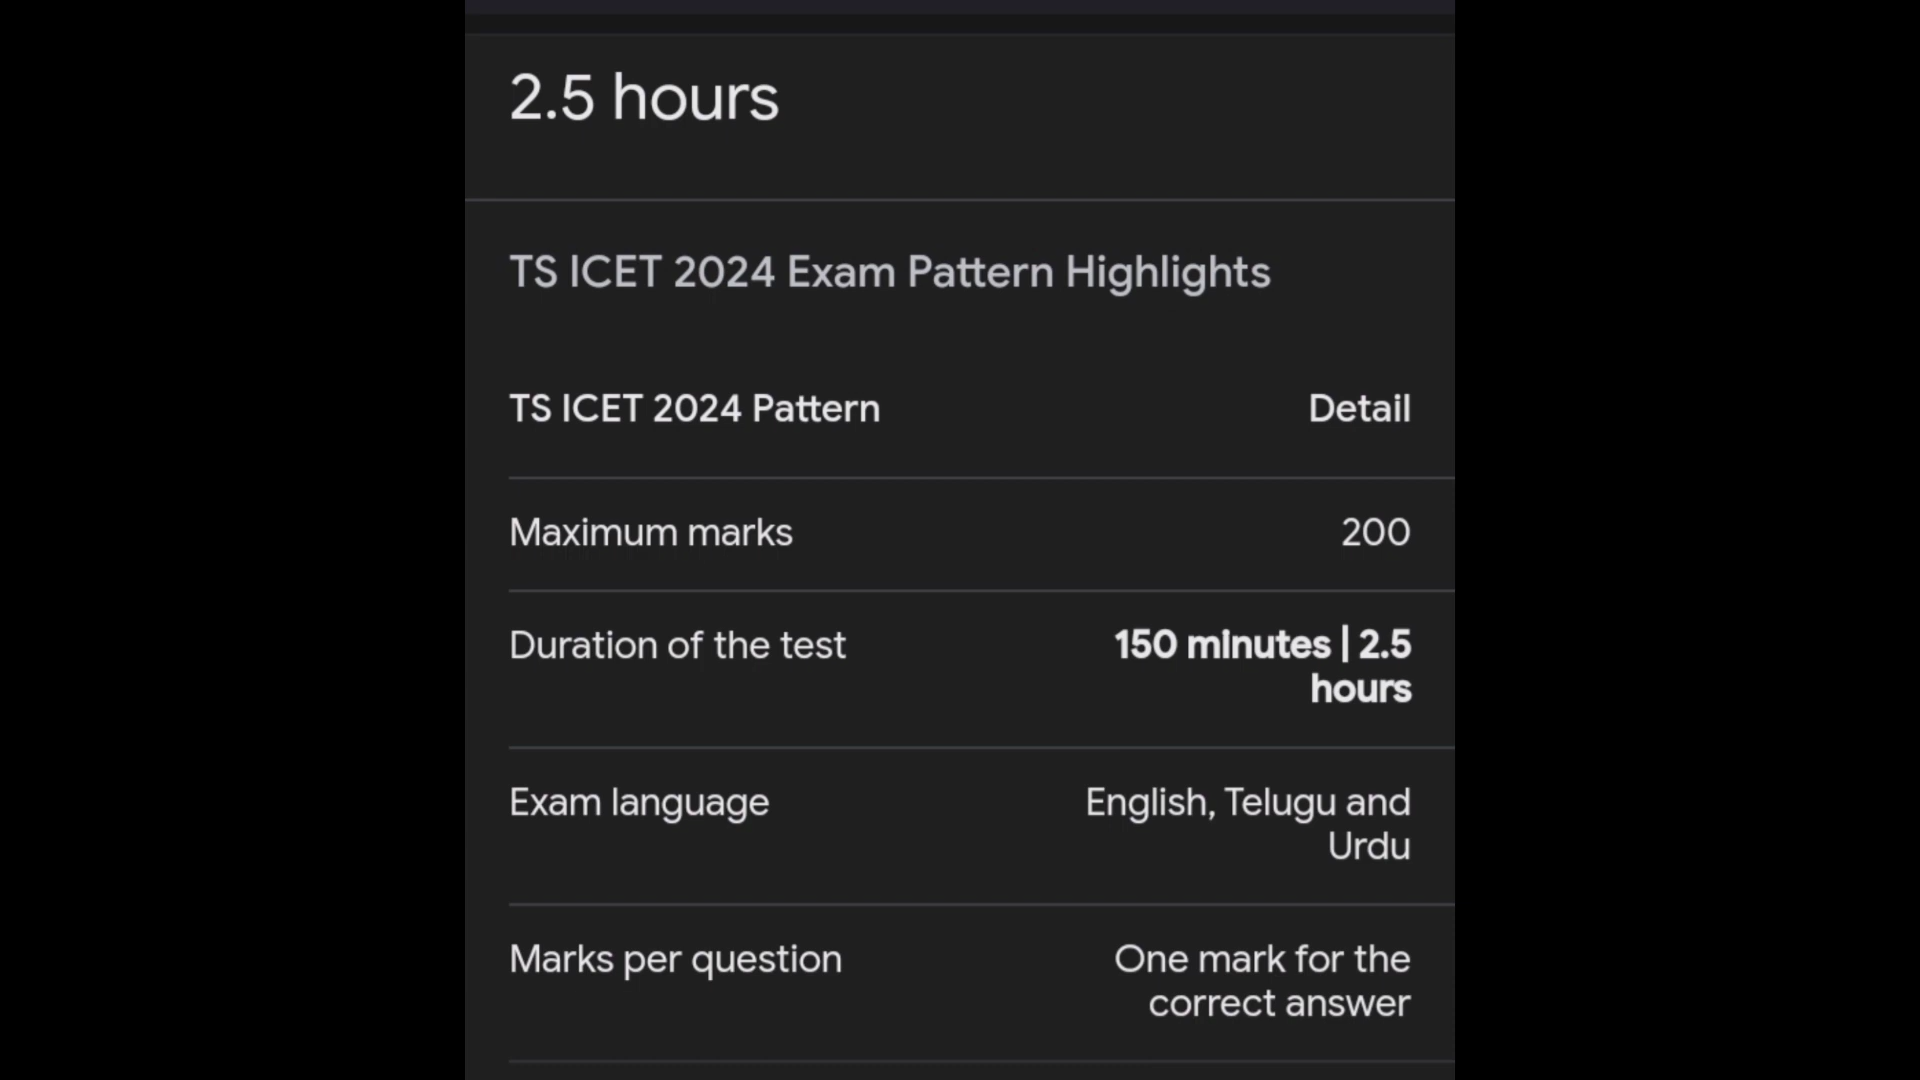 2.5 hours
TS ICET 2024 Exam Pattern Highlights
TS ICET 2024 Pattern Detail
Maximum marks 200
Duration of the test 150 minutes | 2.5
hours
Exam language English, Telugu and
Urdu
Marks per question One mark for the
correct answer